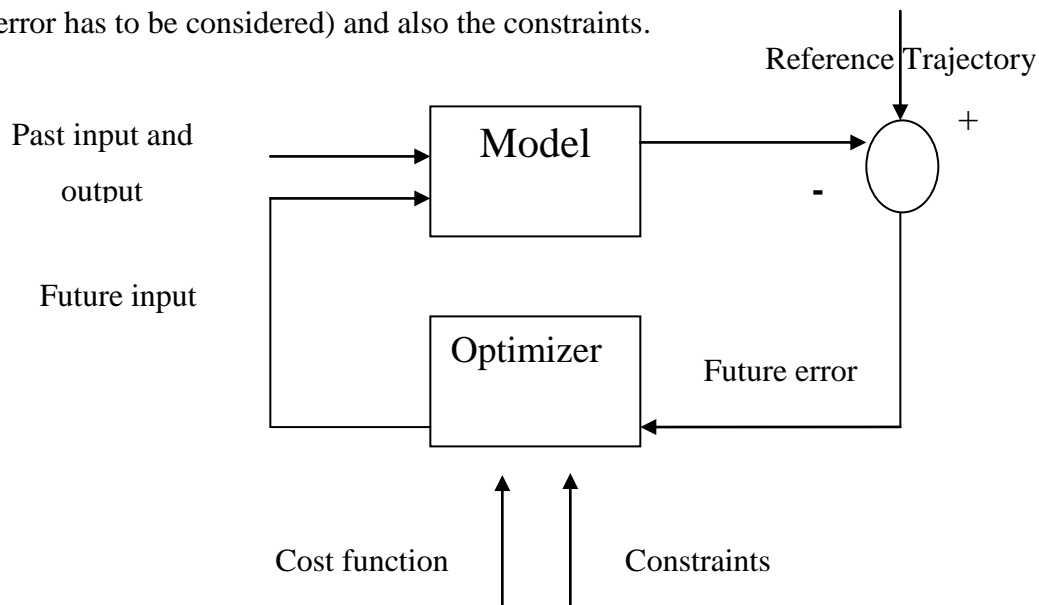 error has to be considered) and also the constraints.
Reference Trajectory
+
Past input and
output
Model
-
Future input
Optimizer
Future error
Cost function
Constraints